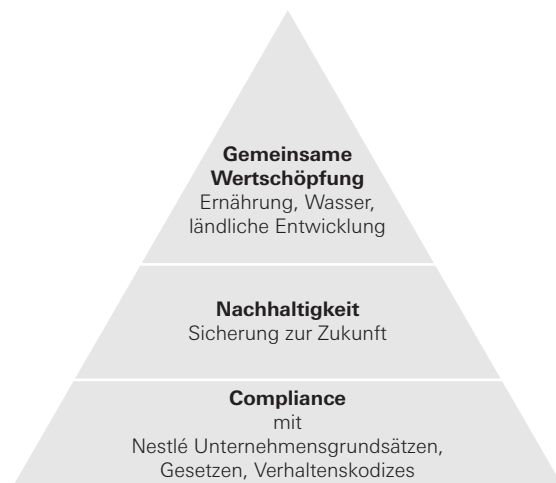 Gemeinsame
Wertschöpfung
Ernährung, Wasser,
ländliche Entwicklung
Nachhaltigkeit
Sicherung zur Zukunft
Compliance
mit
Nestlé Unternehmensgrundsätzen,
Gesetzen, Verhaltenskodizes